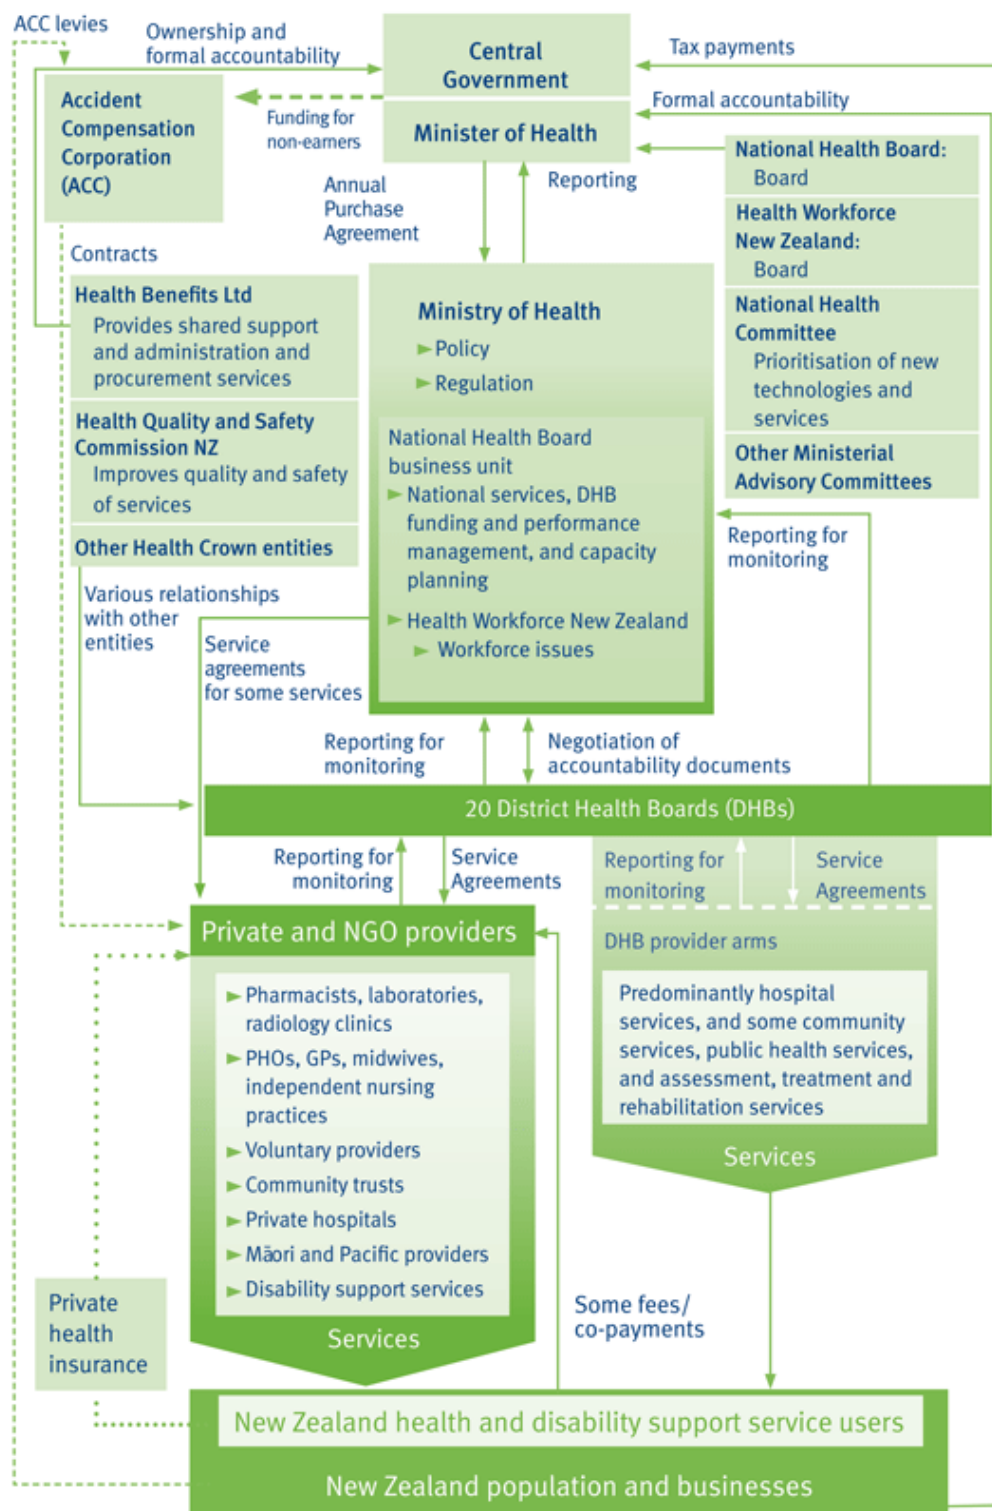 ACC levies
Ownership and
formal accountability
Central
Government
Tax payments
Accident
Compensation
Corporation
(ACC)
Funding for
non-earners
Minister of Health
Formal accountability
National Health Board:
Board
Health Workforce
New Zealand:
Board
National Health
Committee
Prioritisation of new
technologies and
services
Other Ministerial
Advisory Committees
Annual
Purchase
Agreement
Reporting
Contracts
Health Benefits Ltd
Provides shared support
and administration and
procurement services
Health Quality and Safety
Commission NZ
Improves quality and safety
of services
Other Health Crown entities
Ministry of Health
Policy
Regulation
National Health Board
business unit
National services, DHB
funding and performance
management, and capacity
planning
Health Workforce New Zealand
Workforce issues
Reporting for
monitoring
Various relationships
with other
entities
Service
agreements
for some services
Reporting for
monitoring
Negotiation of
accountability documents
20 District Health Boards (DHBs)
Reporting for
monitoring
Service
Agreements
Reporting for
monitoring
Service
Agreements
Private and NGO providers
Pharmacists, laboratories,
radiology clinics
PHOs, GPs, midwives,
independent nursing
practices
Voluntary providers
Community trusts
Private hospitals
Māori and Pacific providers
Disability support services
Services
DHB provider arms
Predominantly hospital
services, and some community
services, public health services,
and assessment, treatment and
rehabilitation services
Services
Private
health
insurance
Some fees/
co-payments
New Zealand health and disability support service users
New Zealand population and businesses